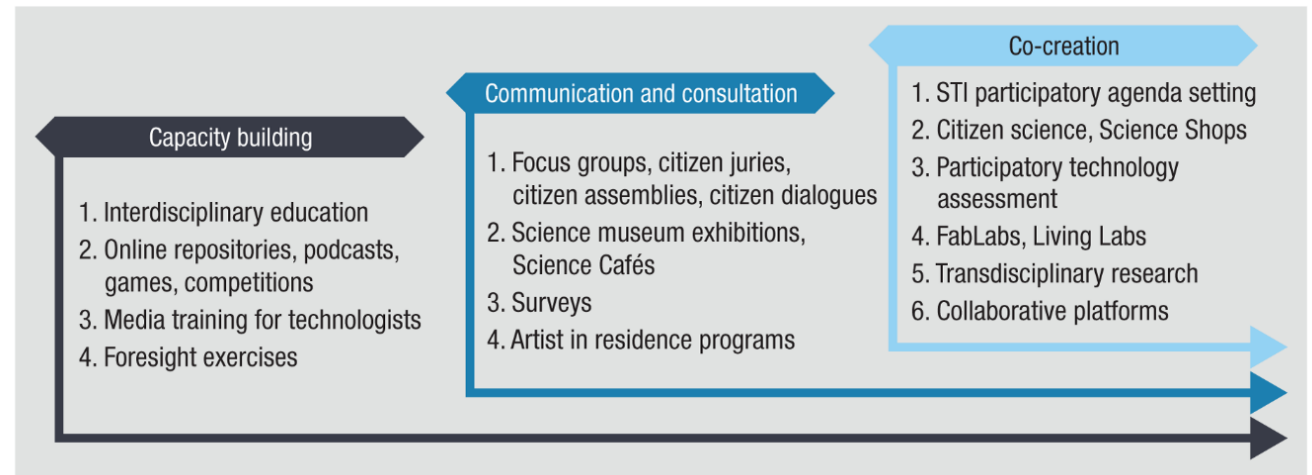 Capacity building
1. Interdisciplinary education
2. Online repositories, podcasts,
games, competitions
3. Media training for technologists
4. Foresight exercises
Communication and consultation
1. Focus groups, citizen juries,
citizen assemblies, citizen dialogues
2. Science museum exhibitions,
Science Cafés
3. Surveys
4. Artist in residence programs
Co-creation
1. STI participatory agenda setting
2. Citizen science, Science Shops
3. Participatory technology
assessment
4. FabLabs, Living Labs
5. Transdisciplinary research
6. Collaborative platforms